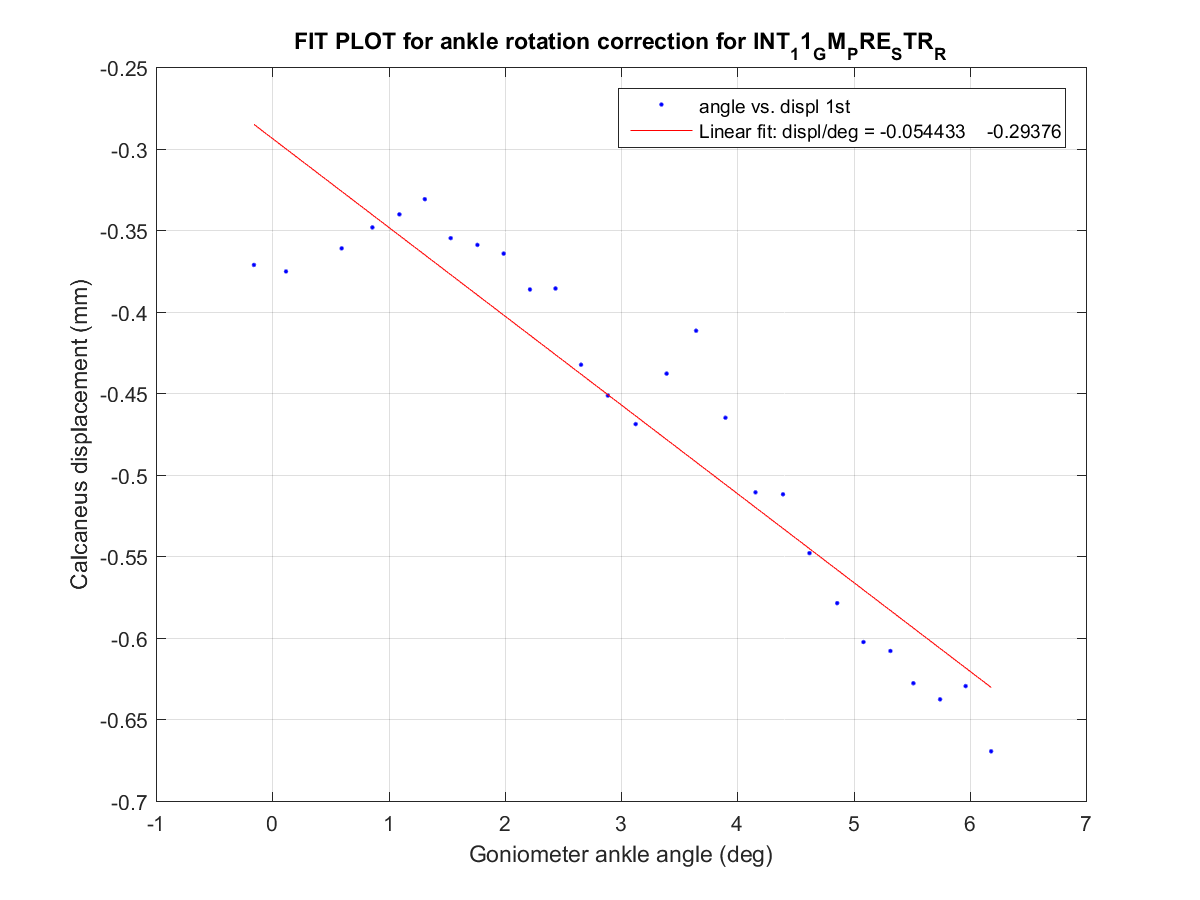 FIT PLOT for ankle rotation correction for INT₁1_GM_PRE_STR_R
angle vs. displ 1st
Linear fit: displ/deg = -0.054433 -0.29376
-0.25
-0.3
-0.35
-0.4
-0.45
-0.5
-0.55
-0.6
-0.65
-0.7
Calcaneus displacement (mm)
-1 0 1 2 3 4 5 6 7
Goniometer ankle angle (deg)